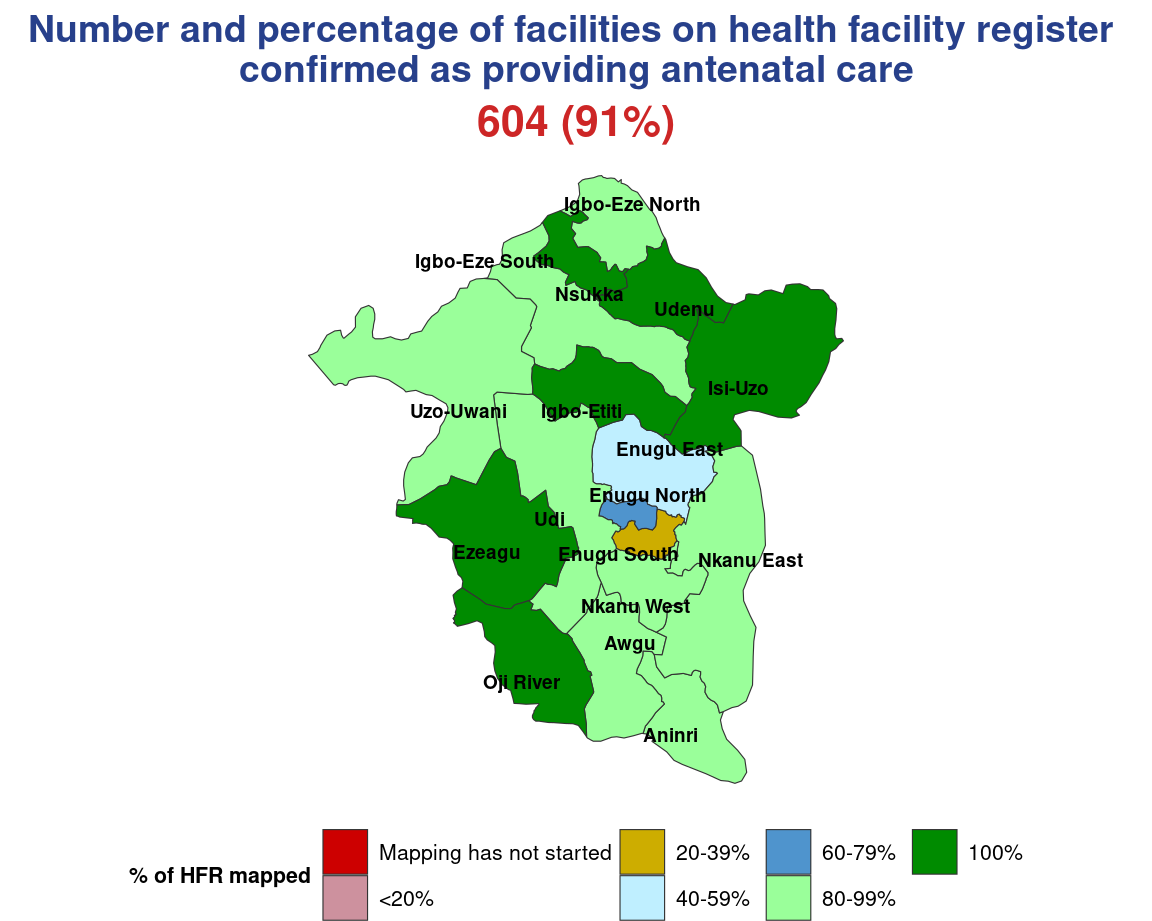 Number and percentage of facilities on health facility register
confirmed as providing antenatal care
604 (91%)
Igbo-Eze North
Igbo-Eze South
Nsukka
Udenu
Isi-Uzo
Uzo-Uwani
Igbo-Etiti
Enugu East
Enugu North
Udi
Ezeagu
Enugu South
Nkanu East
Nkanu West
Awgu
Oji River
Aninri
% of HFR mapped
Mapping has not started
<20%
20-39%
40-59%
60-79%
80-99%
100%